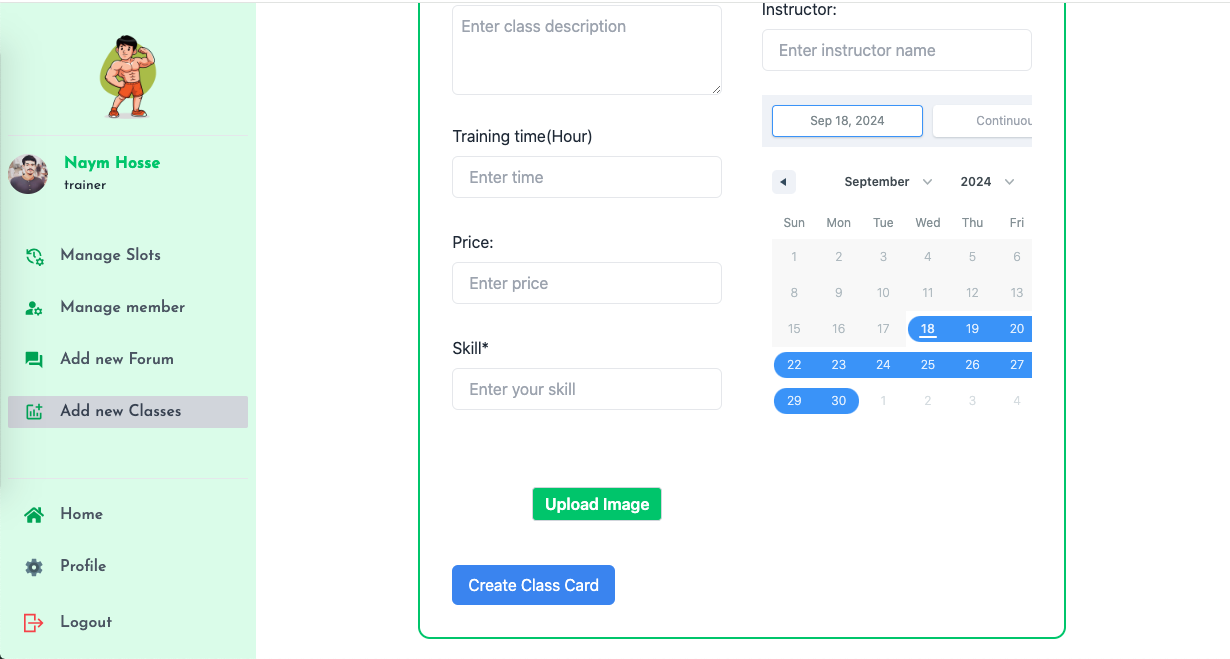 Naym Hosse
trainer
Manage Slots
Manage member
Add new Forum
Add new Classes
Home
Profile
Logout
Enter class description
Training time(Hour)
Enter time
Price:
Enter price
Skill*
Enter your skill
Upload Image
Create Class Card
Instructor:
Enter instructor name
Sep 18, 2024 Continuou
September 2024
Sun Mon Tue Wed Thu Fri
1 2 3 4 5 6
8 9 10 11 12 13
15 16 17 18 19 20
22 23 24 25 26 27
29 30 1 2 3 4